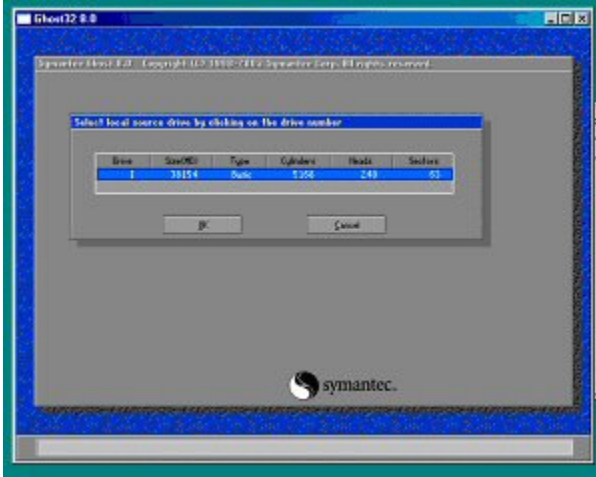 Ghost32 8.0
Symantec Ghost 8.0 Copyright (C) 1998-2003 Symantec Corp. All rights reserved.
Select local source drive by clicking on the drive number
Drive Size(MB) Type Cylinders Heads Sectors
1 38154 Basic 5168 240 63
OK Cancel
symantec.